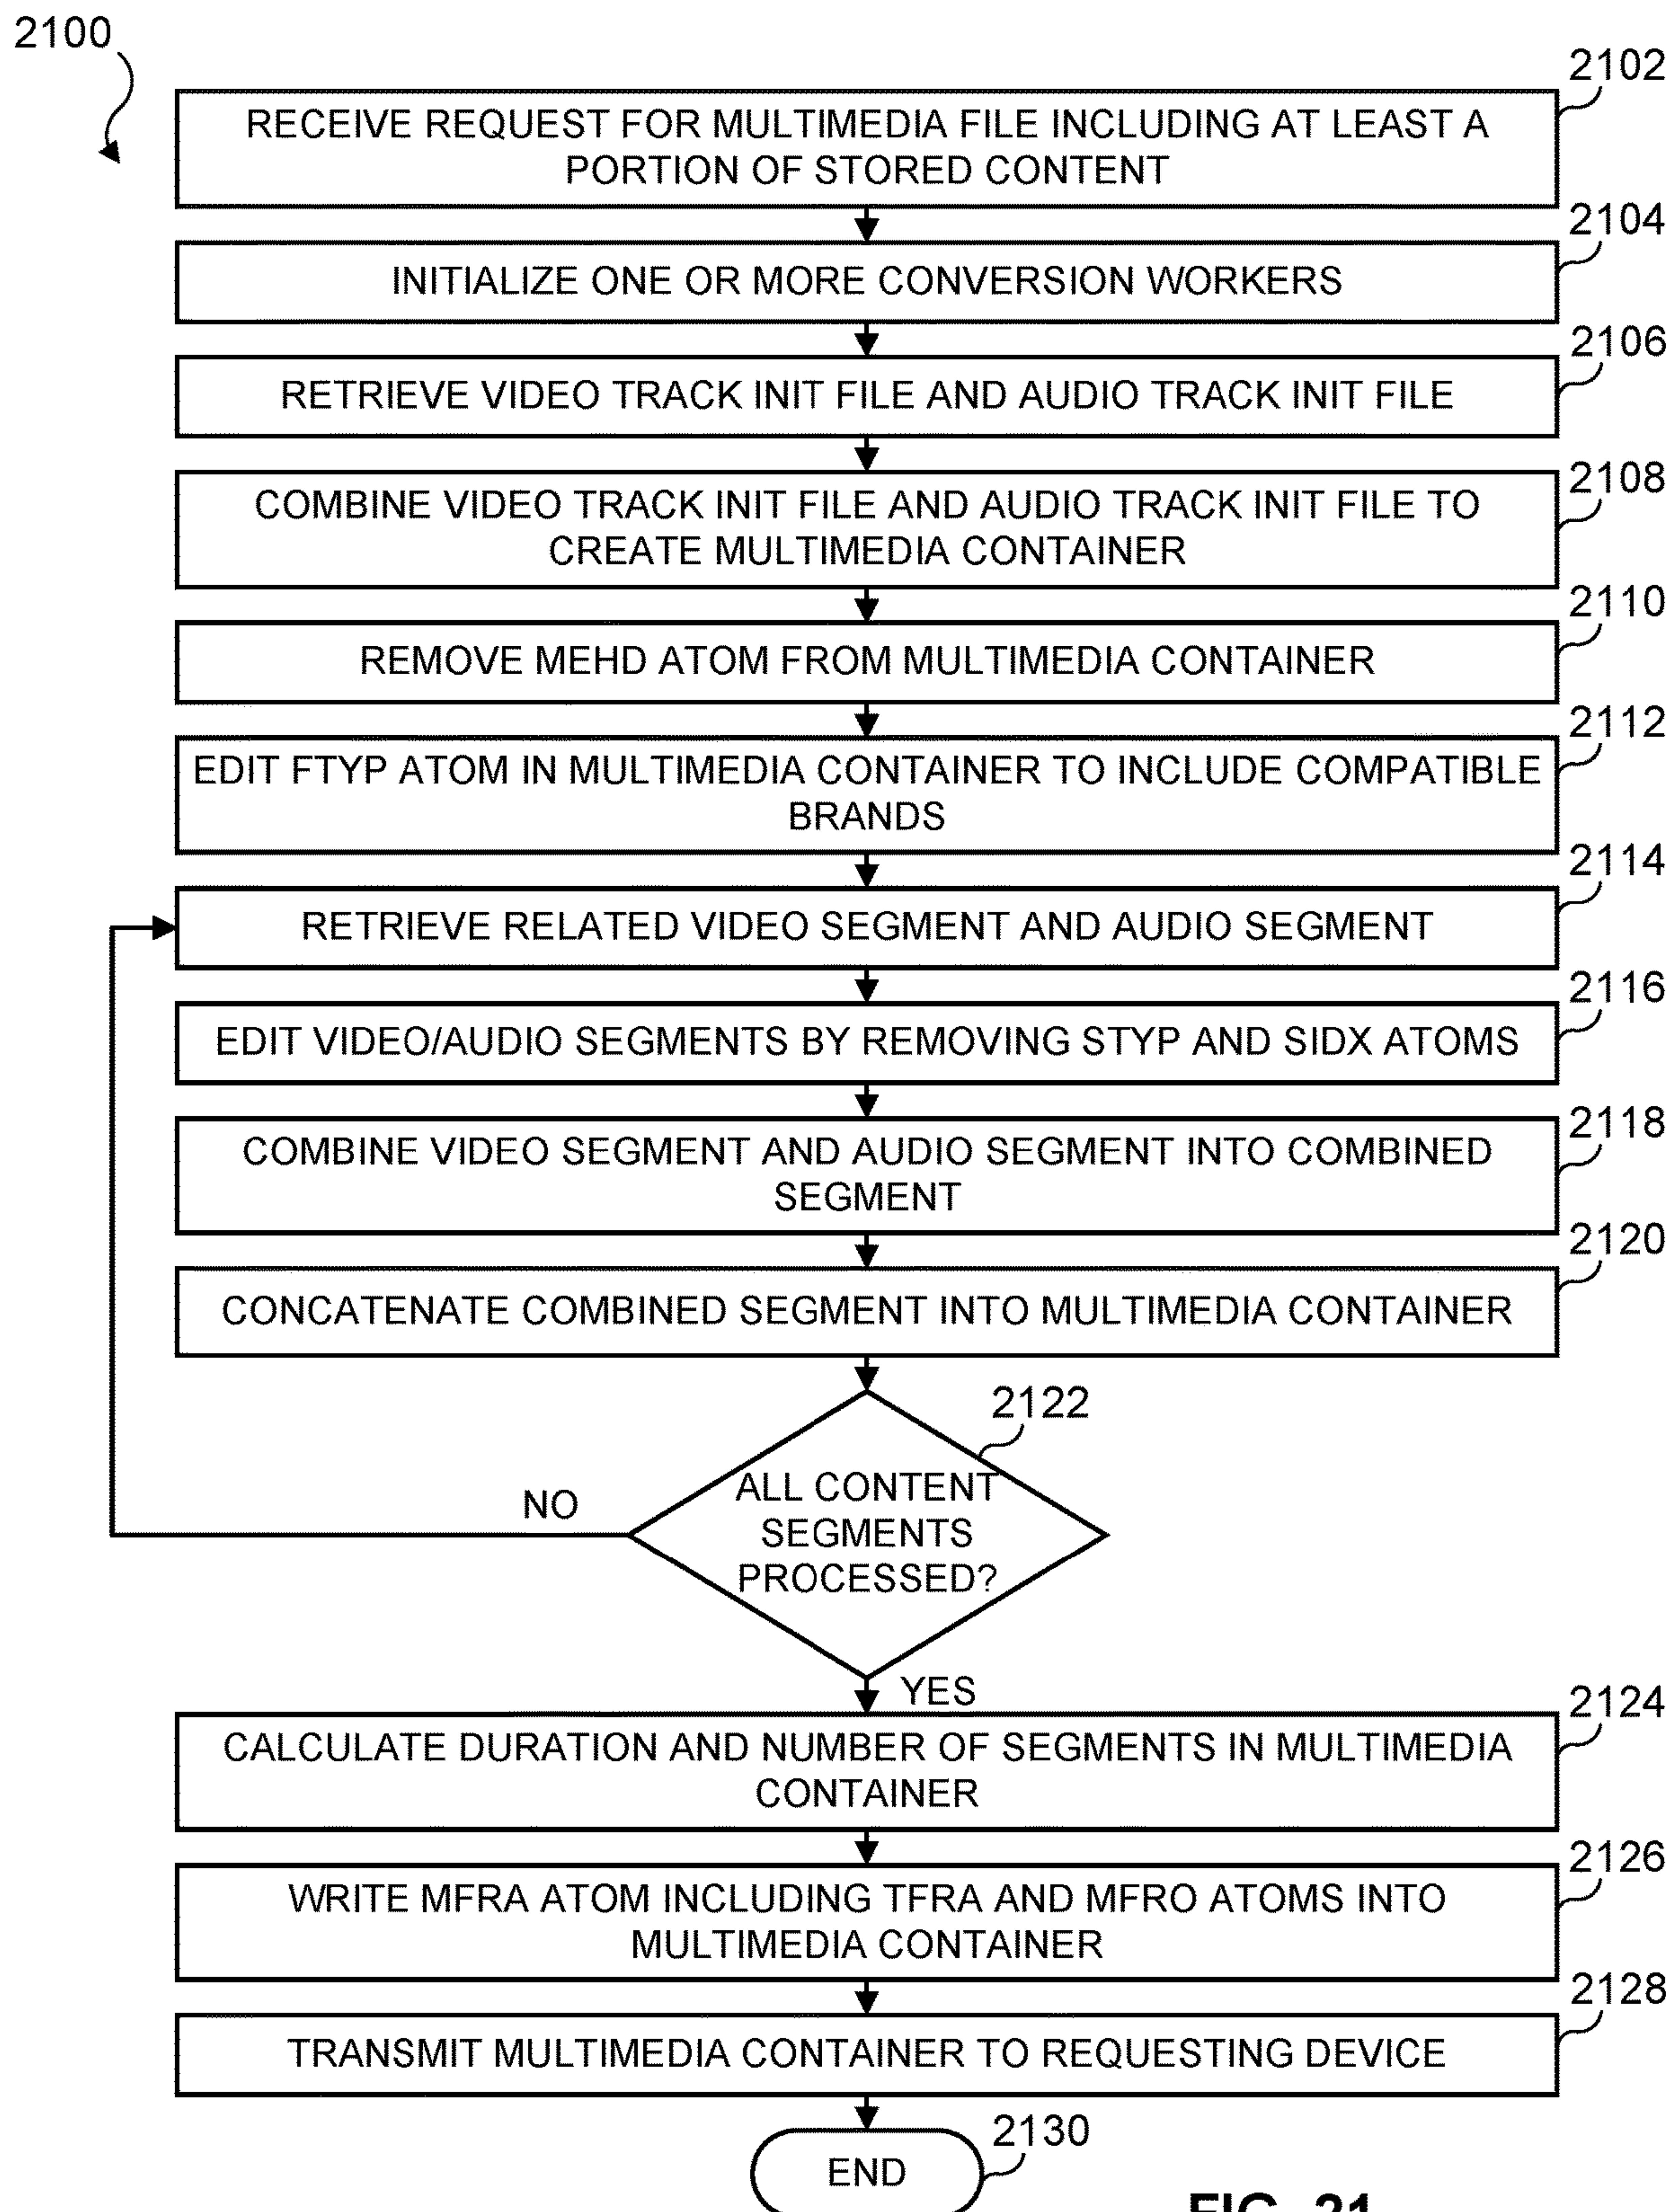 2100
2102
RECEIVE REQUEST FOR MULTIMEDIA FILE INCLUDING AT LEAST A
PORTION OF STORED CONTENT
2104
INITIALIZE ONE OR MORE CONVERSION WORKERS
2106
RETRIEVE VIDEO TRACK INIT FILE AND AUDIO TRACK INIT FILE
2108
COMBINE VIDEO TRACK INIT FILE AND AUDIO TRACK INIT FILE TO
CREATE MULTIMEDIA CONTAINER
2110
REMOVE MEHD ATOM FROM MULTIMEDIA CONTAINER
2112
EDIT FTYP ATOM IN MULTIMEDIA CONTAINER TO INCLUDE COMPATIBLE
BRANDS
2114
RETRIEVE RELATED VIDEO SEGMENT AND AUDIO SEGMENT
2116
EDIT VIDEO/AUDIO SEGMENTS BY REMOVING STYP AND SIDX ATOMS
2118
COMBINE VIDEO SEGMENT AND AUDIO SEGMENT INTO COMBINED
SEGMENT
2120
CONCATENATE COMBINED SEGMENT INTO MULTIMEDIA CONTAINER
2122
ALL CONTENT
SEGMENTS
PROCESSED?
NO
YES
2124
CALCULATE DURATION AND NUMBER OF SEGMENTS IN MULTIMEDIA
CONTAINER
2126
WRITE MFRA ATOM INCLUDING TFRA AND MFRO ATOMS INTO
MULTIMEDIA CONTAINER
2128
TRANSMIT MULTIMEDIA CONTAINER TO REQUESTING DEVICE
2130
END
FIG. 21